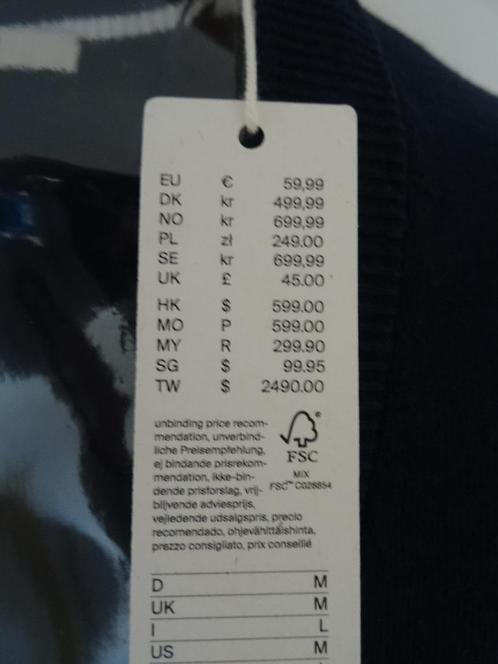 EU € 59,99
DK kr 499,99
NO kr 699,99
PL zł 249.00
SE kr 699,99
UK £ 45.00
HK $ 599.00
MO P 599.00
MY R 299.90
SG $ 99.95
TW $ 2490.00
unbinding price recom-
mendation, unverbind-
liche Preisempfehlung,
ej bindande prisrekom-
mendation, ikke-bin-
dende prisforslag, vrij-
blijvende adviesprijs,
vejledende udsalgspris, precio
recomendado, ohjevähittäishinta,
prezzo consigliato, prix conseillé
®
FSC
MIX
FSC™ C028854
D M
UK M
I L
US M